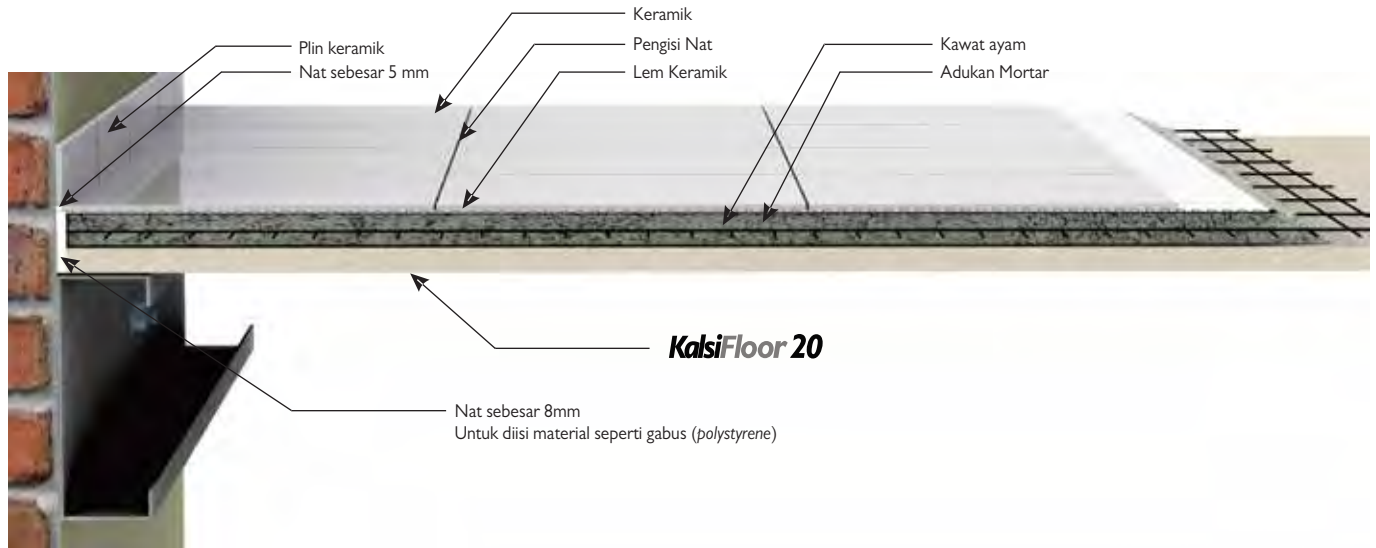 Keramik
Plin keramik
Pengisi Nat
Kawat ayam
Nat sebesar 5 mm
Lem Keramik
Adukan Mortar
KalsiFloor 20
Nat sebesar 8mm
Untuk diisi material seperti gabus (polystyrene)